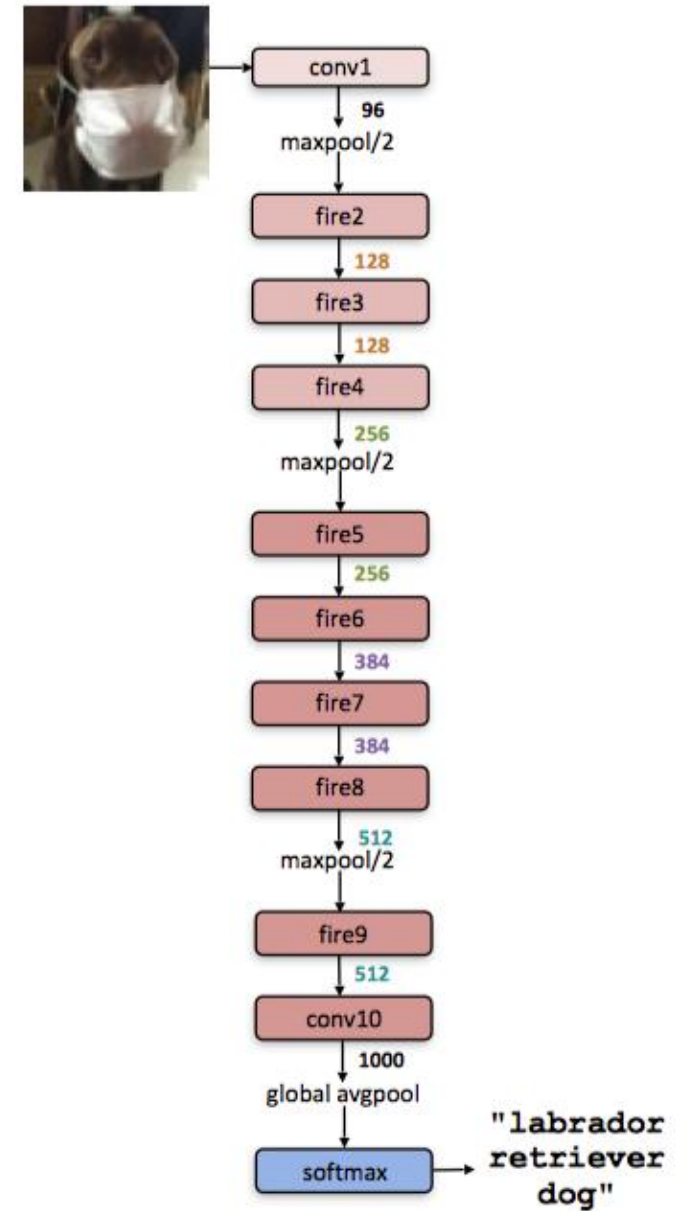 conv1
96
maxpool/2
fire2
128
fire3
128
fire4
256
maxpool/2
fire5
256
fire6
384
fire7
384
fire8
512
maxpool/2
fire9
512
conv10
1000
global avgpool
softmax
"labrador
retriever
dog"